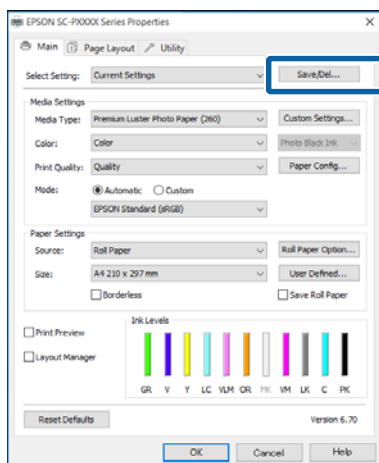 EPSON SC-PXXXX Series Properties
Main Page Layout Utility
Select Setting: Current Settings Save/Del...
Media Settings
Media Type: Premium Luster Photo Paper (260) Custom Settings...
Color: Color Photo Black Ink
Print Quality: Quality Paper Config...
Mode: Automatic Custom
EPSON Standard (sRGB)
Paper Settings
Source: Roll Paper Roll Paper Option...
Size: A4 210 x 297 mm User Defined...
Borderless Save Roll Paper
Ink Levels
Print Preview
Layout Manager
GR V Y LC VLM OR MK VM LK C PK
Reset Defaults Version 6.70
OK Cancel Help